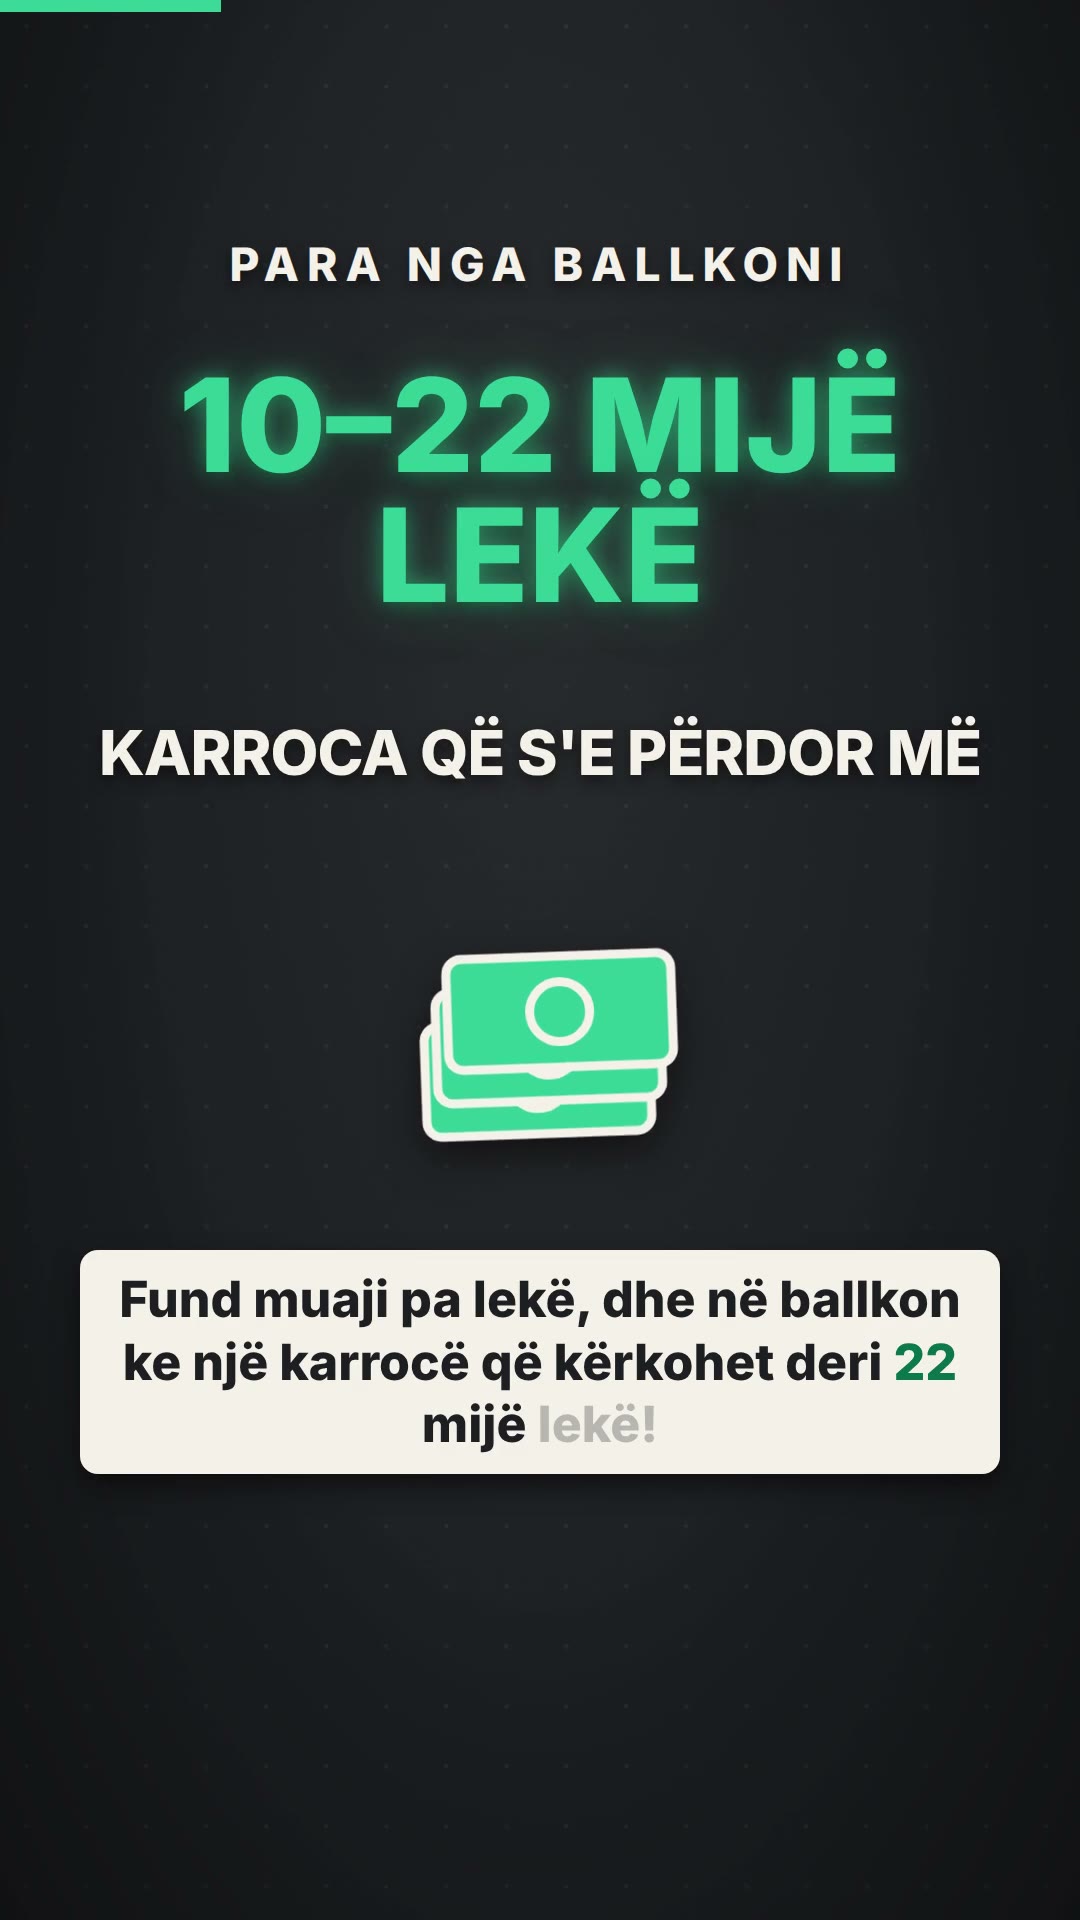 PARA NGA BALLKONI
10–22 MIJË
LEKË
KARROCA QË S'E PËRDOR MË
Fund muaji pa lekë, dhe në ballkon
ke një karrocë që kërkohet deri 22
mijë lekë!